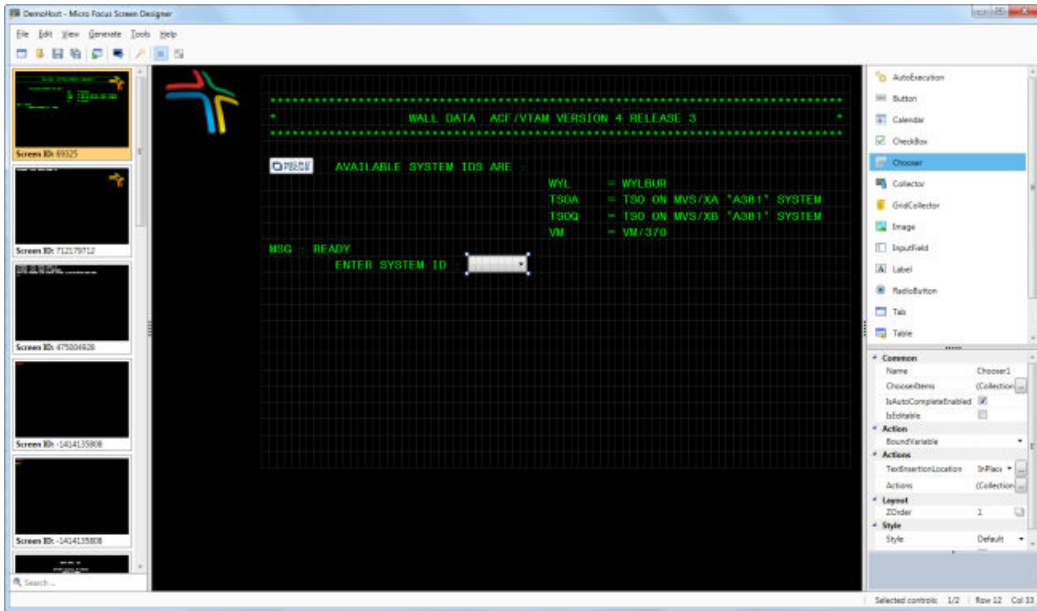 DemoHost - Micro Focus Screen Designer
File Edit View Generate Tools Help
Screen ID: 69325
Screen ID: 712179712
Screen ID: 475004928
Screen ID: -1414135808
Screen ID: -1414135808
Search ...
WALL DATA ACF/VTAM VERSION 4 RELEASE 3
AVAILABLE SYSTEM IDS ARE :
WYL = WYLBUR
TSOA = TSO ON MVS/XA "A381" SYSTEM
TSOQ = TSO ON MVS/XB "A381" SYSTEM
VM = VM/370
MSG : READY
ENTER SYSTEM ID :
AutoExecution
Button
Calendar
CheckBox
Chooser
Collector
GridCollector
Image
InputField
Label
RadioButton
Tab
Table
Common
Name Chooser1
ChooserItems (Collection ...
IsAutoCompleteEnabled
IsEditable
Action
BoundVariable
Actions
TextInsertionLocation InPlace ...
Actions (Collection ...
Layout
ZOrder 1
Style
Style Default
Selected controls: 1/2 Row 12 Col 33